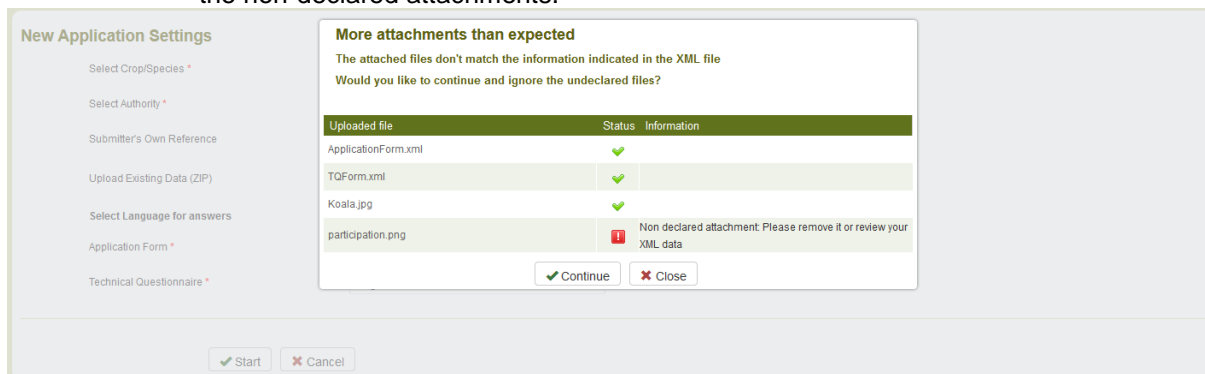 the non-declared attachments.
New Application Settings
Select Crop/Species *
Select Authority *
Submitter's Own Reference
Upload Existing Data (ZIP)
Select Language for answers
Application Form *
Technical Questionnaire *
More attachments than expected
The attached files don't match the information indicated in the XML file
Would you like to continue and ignore the undeclared files?
Uploaded file Status Information
ApplicationForm.xml
TQForm.xml
Koala.jpg
participation.png Non declared attachment: Please remove it or review your
XML data
Continue Close
Start Cancel